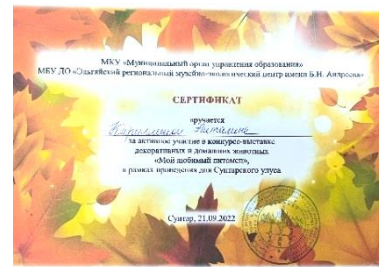 МКУ «Муниципальный орган управления образования»
МБУ ДО «Эльгяйский региональный музейно-экологический центр имени Б.Н. Андреева»
СЕРТИФИКАТ
вручается
за активное участие в конкурсе-выставке
декоративных и домашних животных
«Мой любимый питомец»,
в рамках проведения дня Сунтарского улуса
Сунтар, 21.09.2022